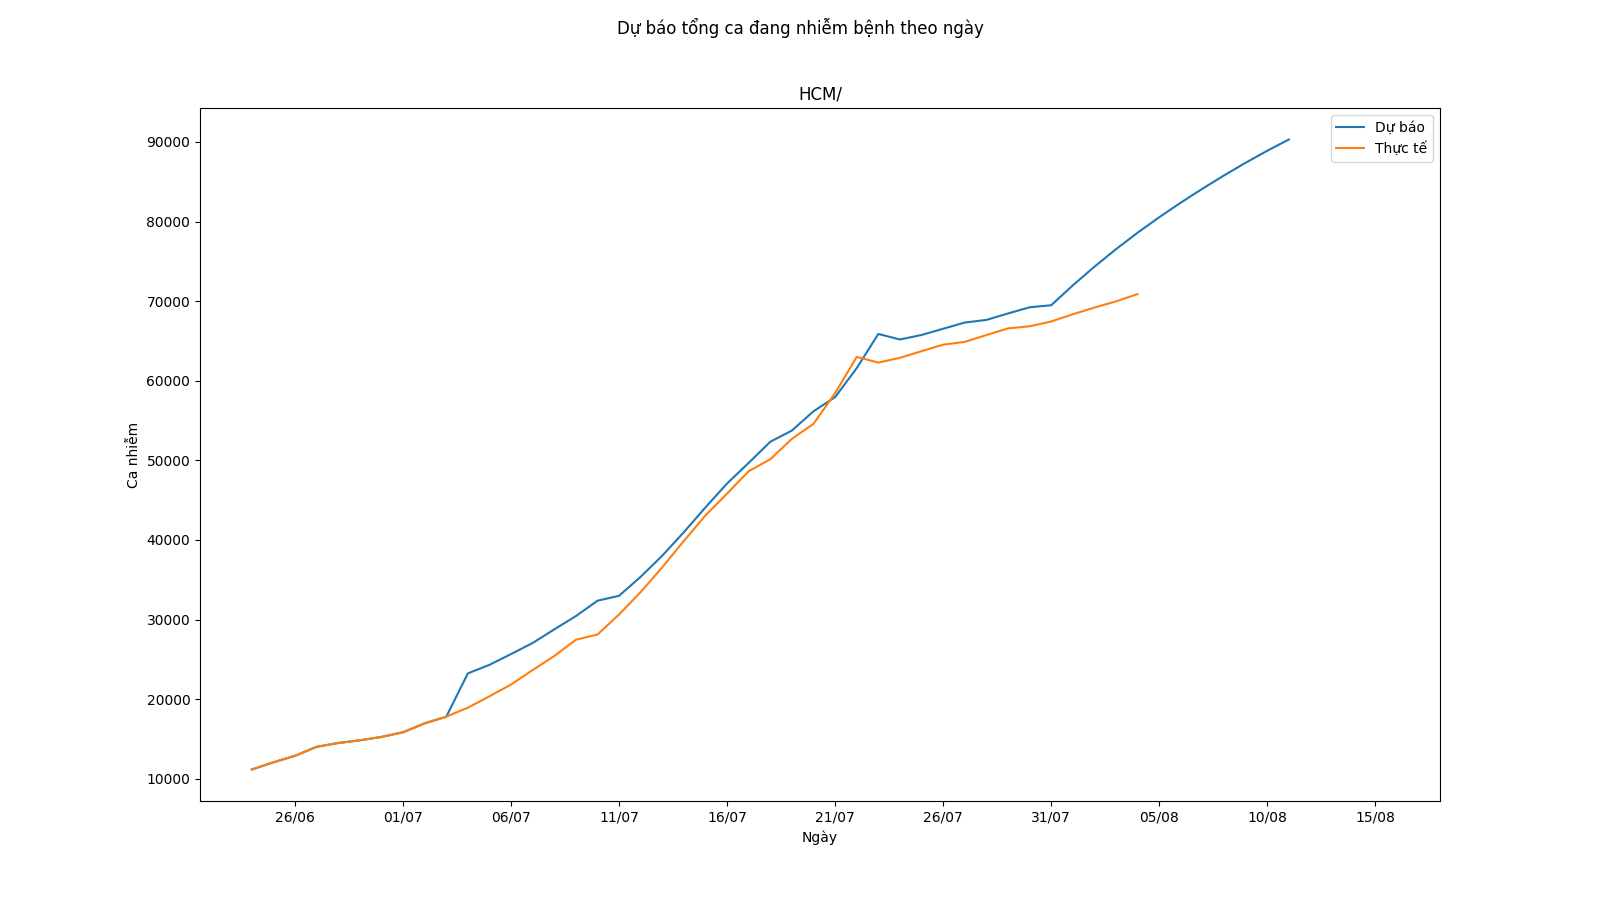 Dự báo tổng ca đang nhiễm bệnh theo ngày
HCM/
Dự báo
Thực tế
90000
80000
70000
60000
50000
40000
30000
20000
10000
Ca nhiễm
26/06 01/07 06/07 11/07 16/07 21/07 26/07 31/07 05/08 10/08 15/08
Ngày